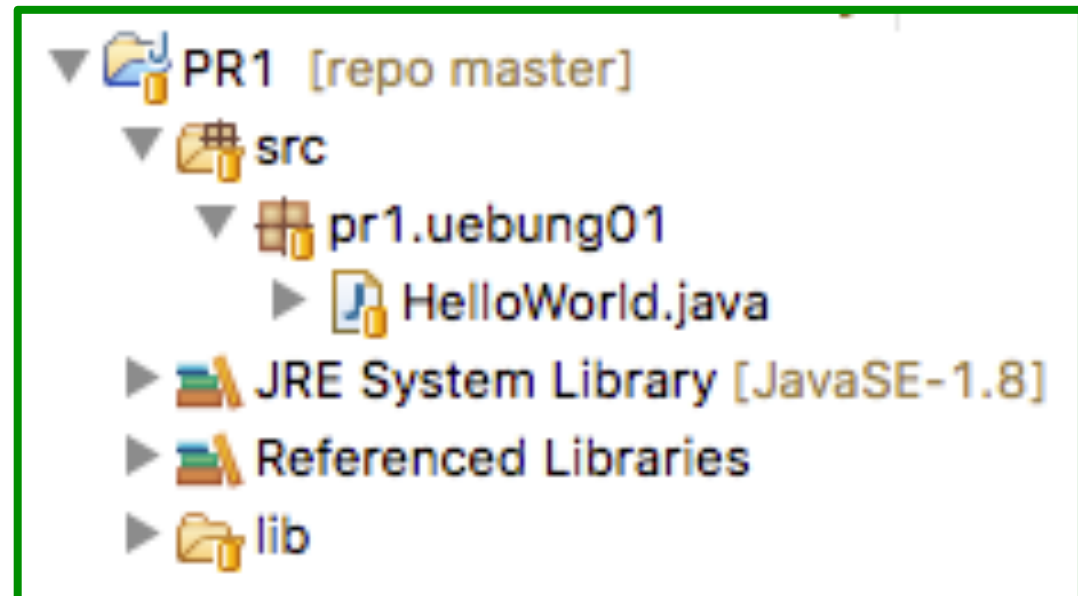 PR1 [repo master]
src
pr1.uebung01
HelloWorld.java
JRE System Library [JavaSE-1.8]
Referenced Libraries
lib